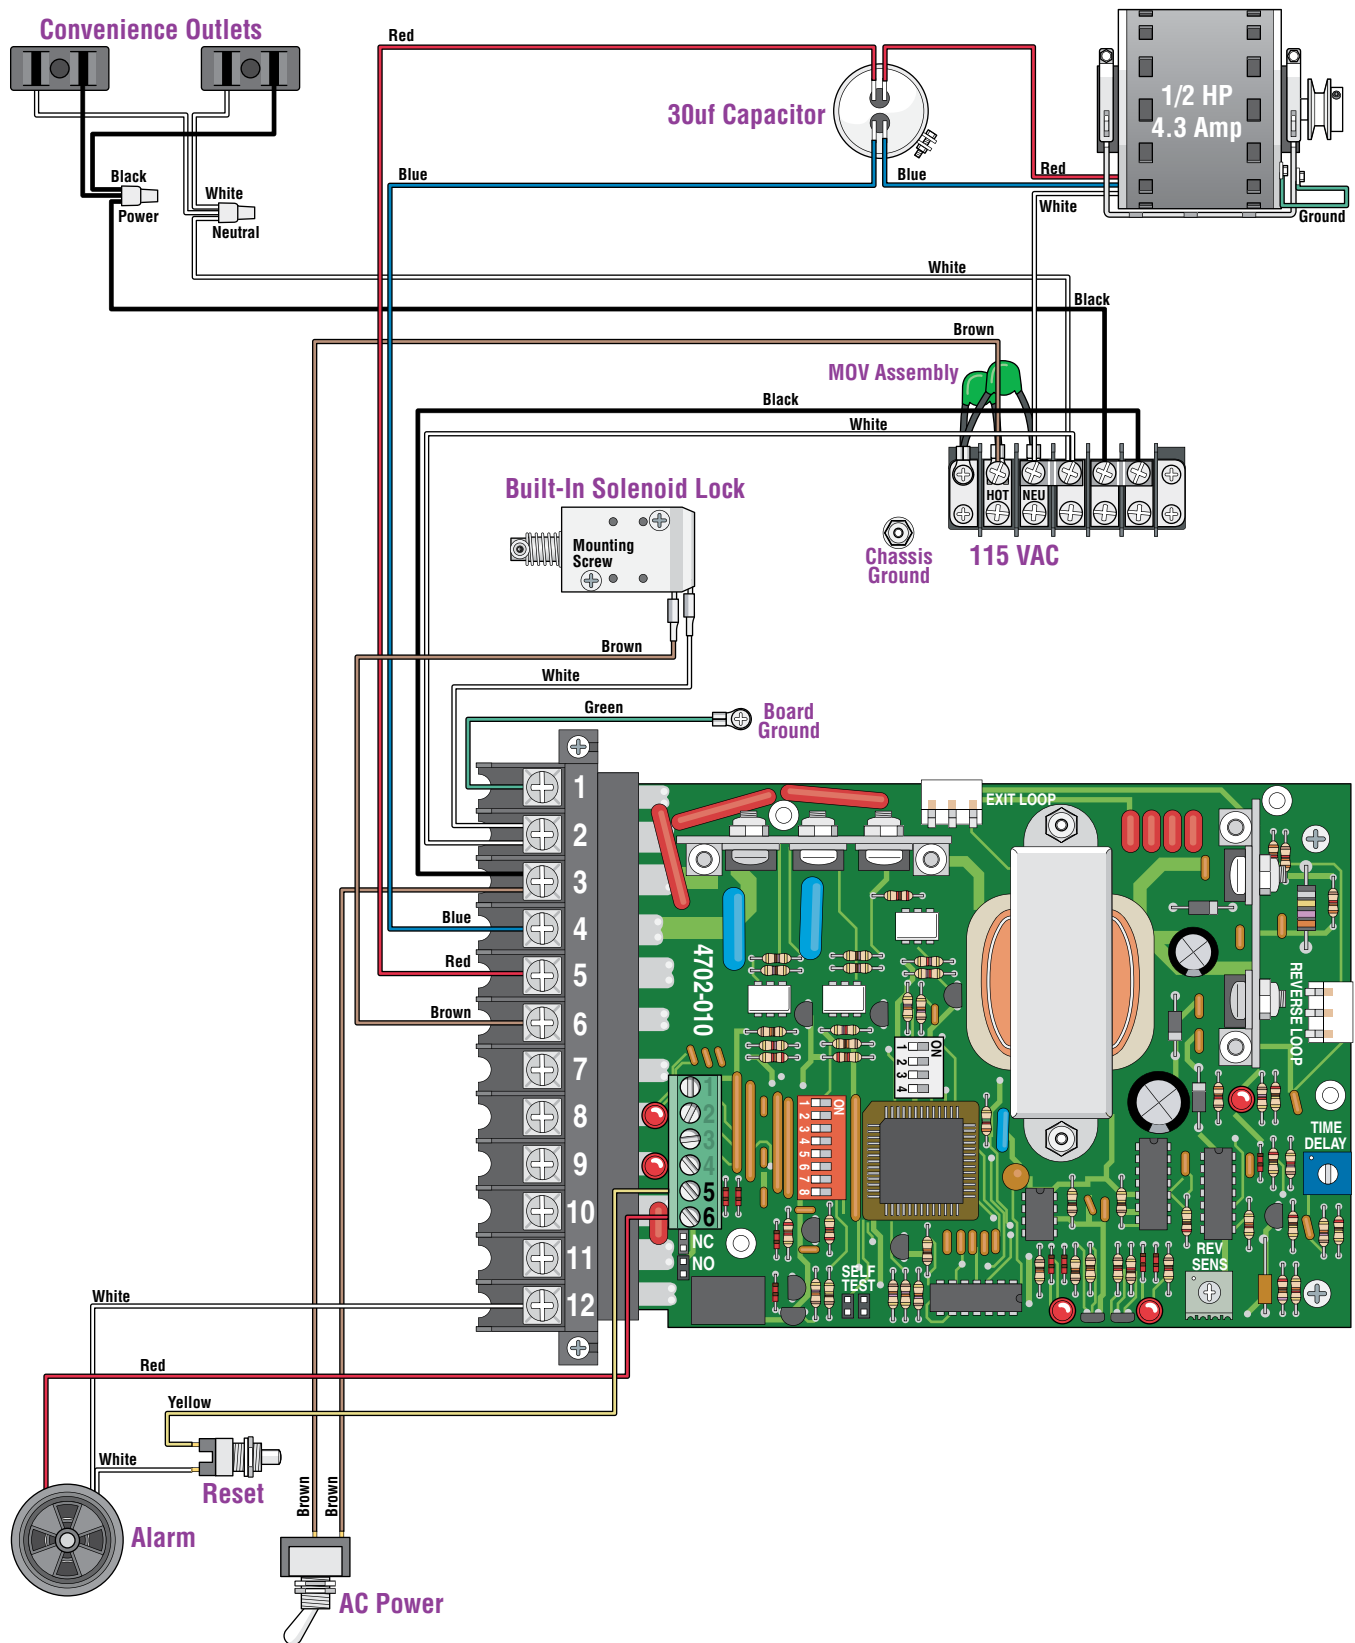 Convenience Outlets
Red
30uf Capacitor
1/2 HP
4.3 Amp
Blue
Blue
Red
White
Ground
Black
Power
White
Neutral
White
Black
Brown
MOV Assembly
Black
White
HOT
NEU
Built-In Solenoid Lock
Mounting
Screw
Chassis
Ground
115 VAC
Brown
White
Green
Board
Ground
1
2
3
4
5
6
7
8
9
10
11
12
Blue
Red
Brown
EXIT LOOP
4702-010
REVERSE LOOP
ON
1
2
3
4
ON
1
2
3
4
5
6
7
8
1
2
3
4
5
6
NC
NO
SELF
TEST
REV
SENS
TIME
DELAY
White
Red
Yellow
White
Reset
Alarm
Brown
Brown
AC Power